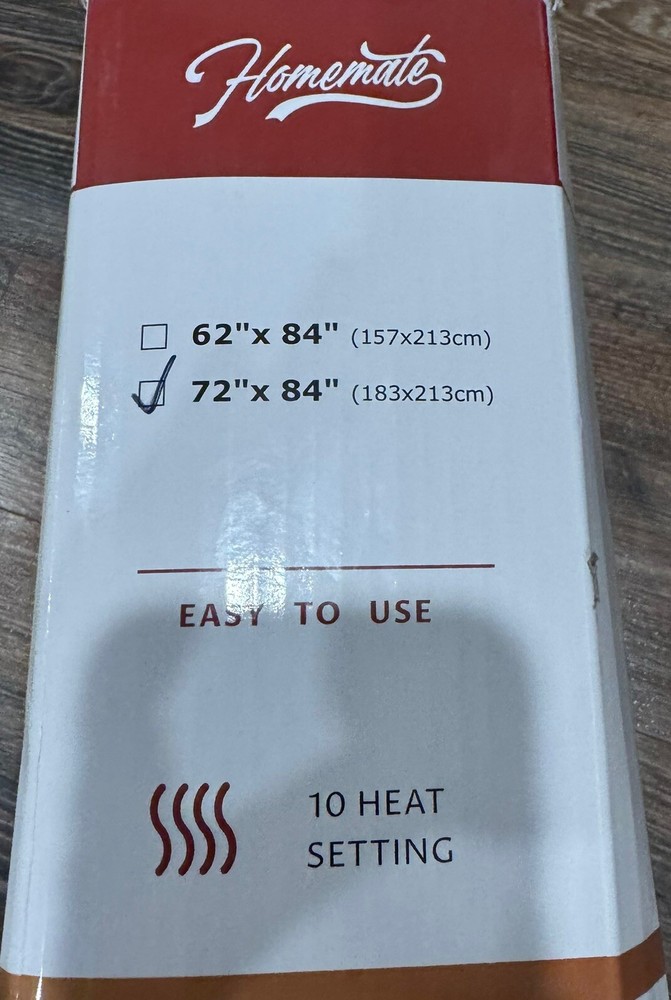 Homemate
62"x 84" (157x213cm)
72"x 84" (183x213cm)
EASY TO USE
10 HEAT
SETTING